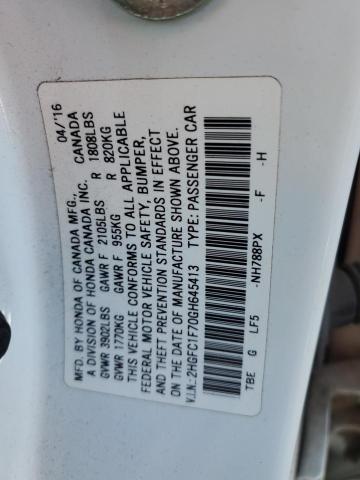 MFD. BY HONDA OF CANADA MFG., 04/'16
A DIVISION OF HONDA CANADA INC. CANADA
GVWR 3902LBS GAWR F 2105LBS R 1808LBS
GVWR 1770KG GAWR F 955KG R 820KG
THIS VEHICLE CONFORMS TO ALL APPLICABLE
FEDERAL MOTOR VEHICLE SAFETY, BUMPER,
AND THEFT PREVENTION STANDARDS IN EFFECT
ON THE DATE OF MANUFACTURE SHOWN ABOVE.
V.I.N.: 2HGFC1F70GH645413 TYPE: PASSENGER CAR
TBE G LF5 -NH788PX -F -H